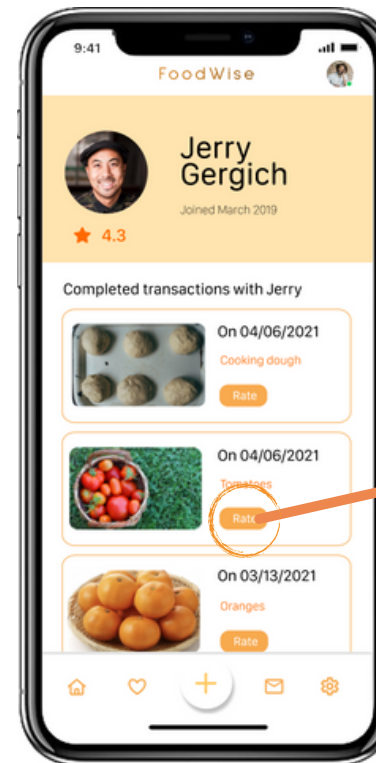 9:41
FoodWise
Jerry
Gergich
Joined March 2019
4.3
Completed transactions with Jerry
On 04/06/2021
Cooking dough
Rate
On 04/06/2021
Tomatoes
Rate
On 03/13/2021
Oranges
Rate